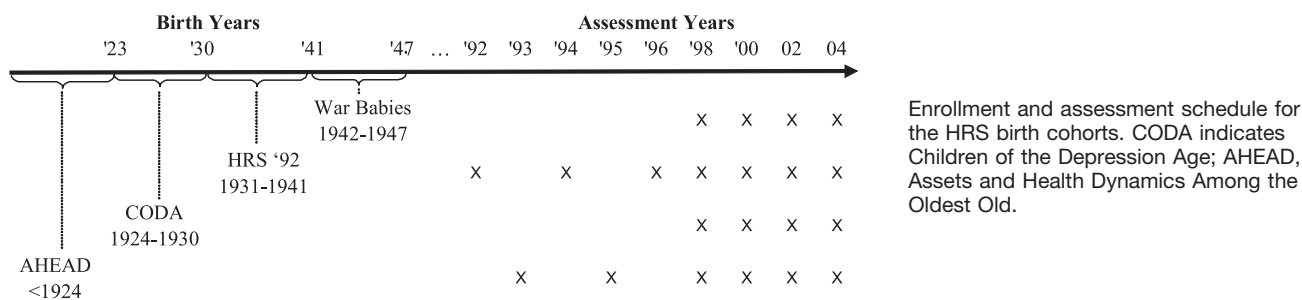 Birth Years Assessment Years
'23 '30 '41 '47 ... '92 '93 '94 '95 '96 '98 '00 02 04
War Babies
1942-1947
X X X X
HRS ‘92
1931-1941
X X X X X X X
CODA
1924-1930
X X X X
AHEAD
<1924
X X X X X X
Enrollment and assessment schedule for
the HRS birth cohorts. CODA indicates
Children of the Depression Age; AHEAD,
Assets and Health Dynamics Among the
Oldest Old.